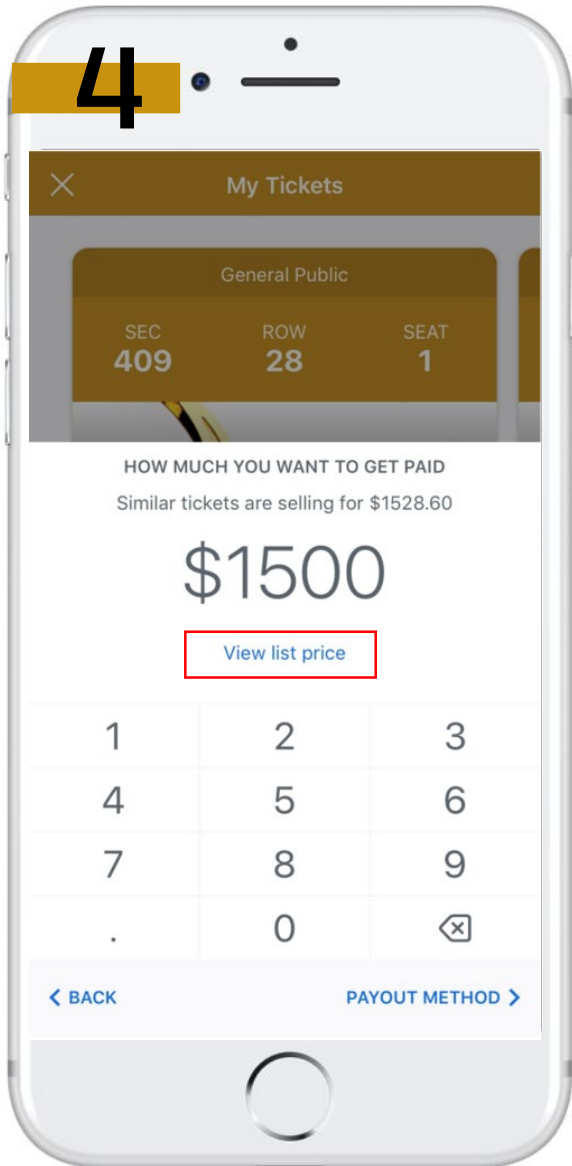 4
My Tickets
General Public
SEC ROW SEAT
409 28 1
HOW MUCH YOU WANT TO GET PAID
Similar tickets are selling for $1528.60
$1500
View list price
1 2 3
4 5 6
7 8 9
. 0
BACK PAYOUT METHOD